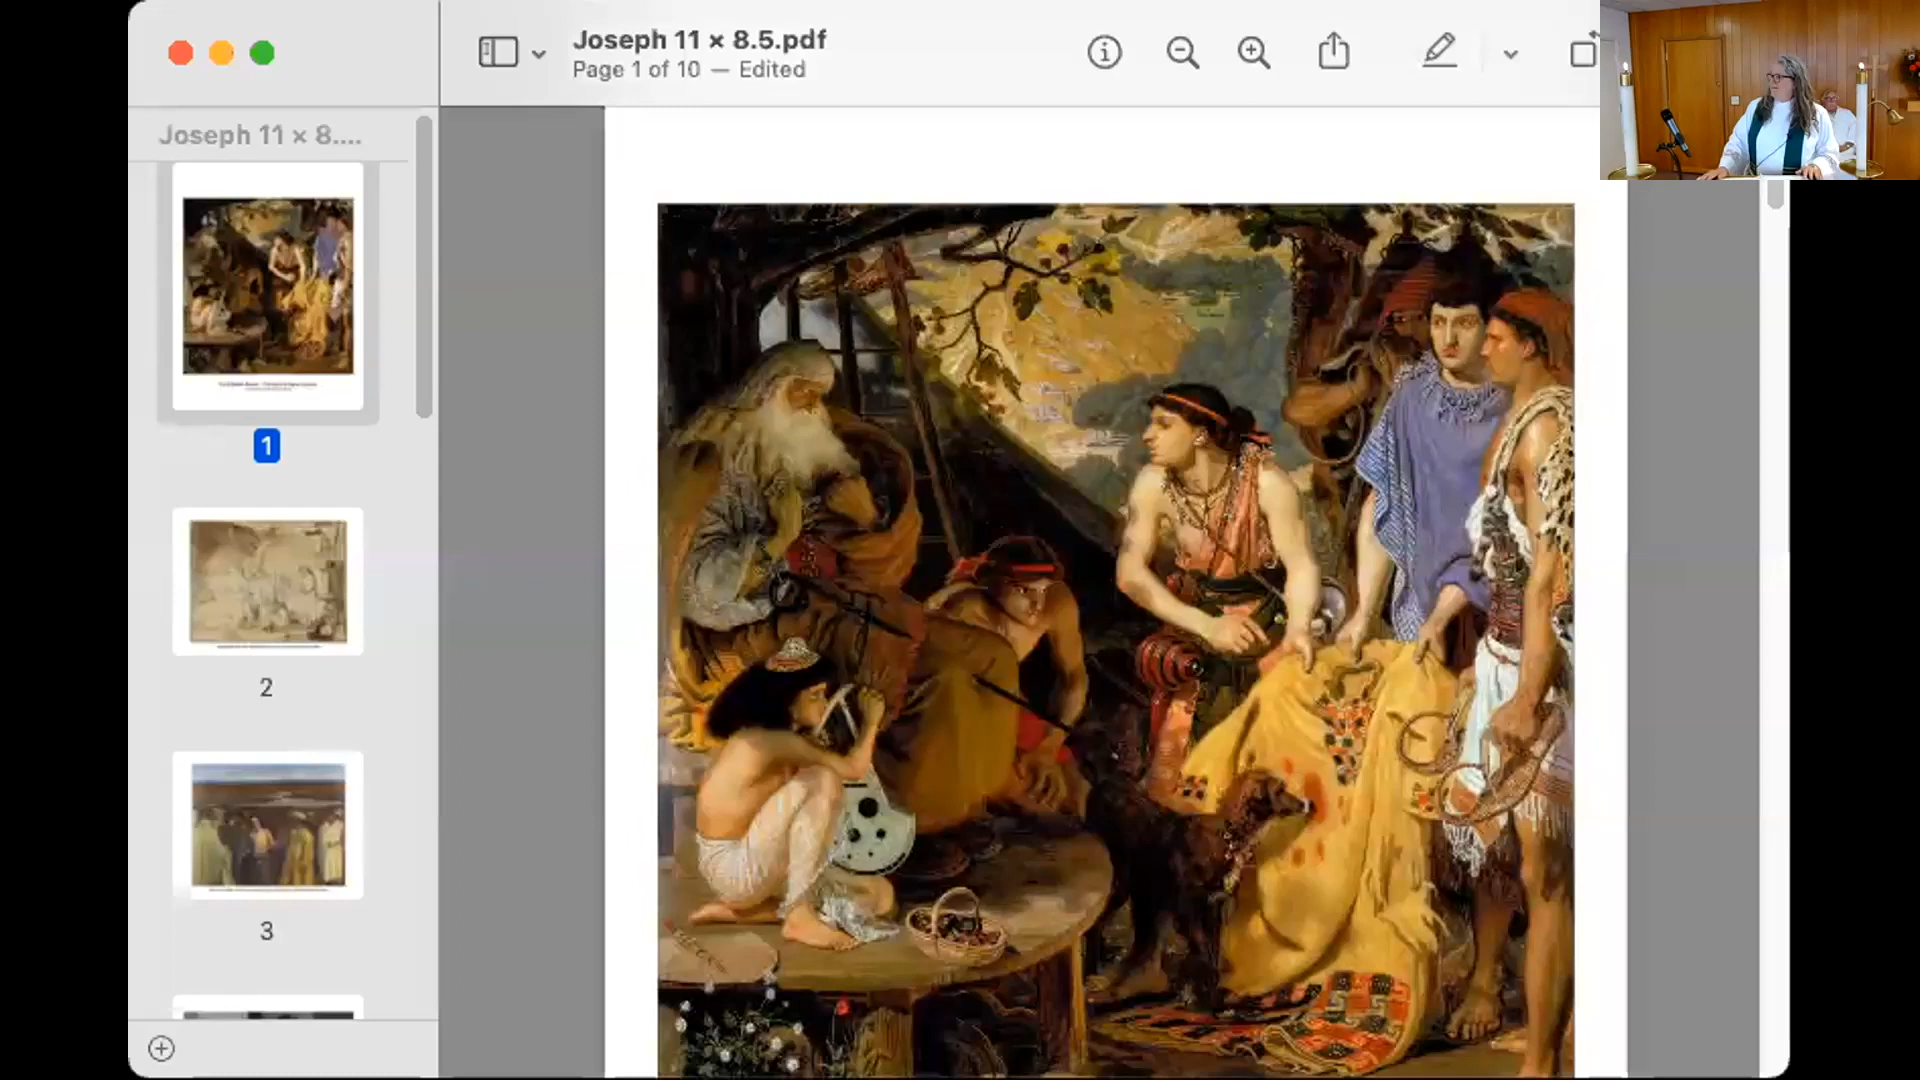 Joseph 11 × 8.5.pdf
Page 1 of 10 — Edited
Joseph 11 × 8....
1
2
3